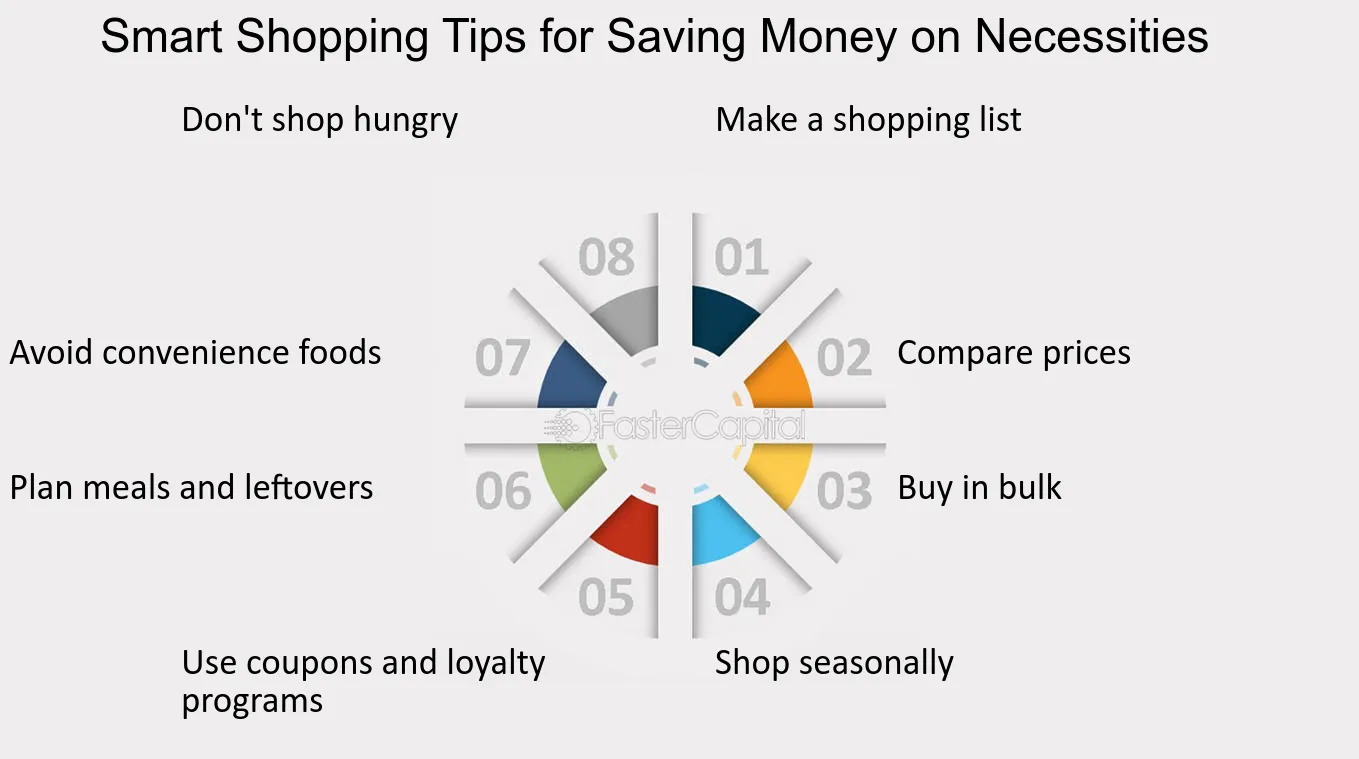 Smart Shopping Tips for Saving Money on Necessities
Don't shop hungry
Make a shopping list
08
01
Avoid convenience foods
07
02
Compare prices
FasterCapital
Plan meals and leftovers
06
03
Buy in bulk
05
04
Use coupons and loyalty
programs
Shop seasonally